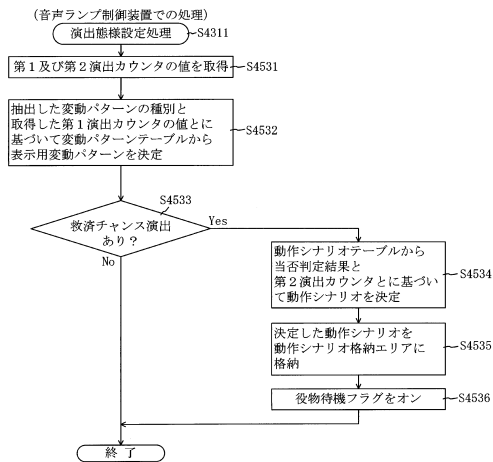 (音声ランプ制御装置での処理)
演出態様設定処理
S4311
第1及び第2演出カウンタの値を取得
S4531
抽出した変動パターンの種別と
取得した第1演出カウンタの値とに
基づいて変動パターンテーブルから
表示用変動パターンを決定
S4532
S4533
救済チャンス演出
あり?
Yes
No
動作シナリオテーブルから
当否判定結果と
第2演出カウンタとに基づい
て動作シナリオを決定
S4534
決定した動作シナリオを
動作シナリオ格納エリアに
格納
S4535
役物待機フラグをオン
S4536
終了